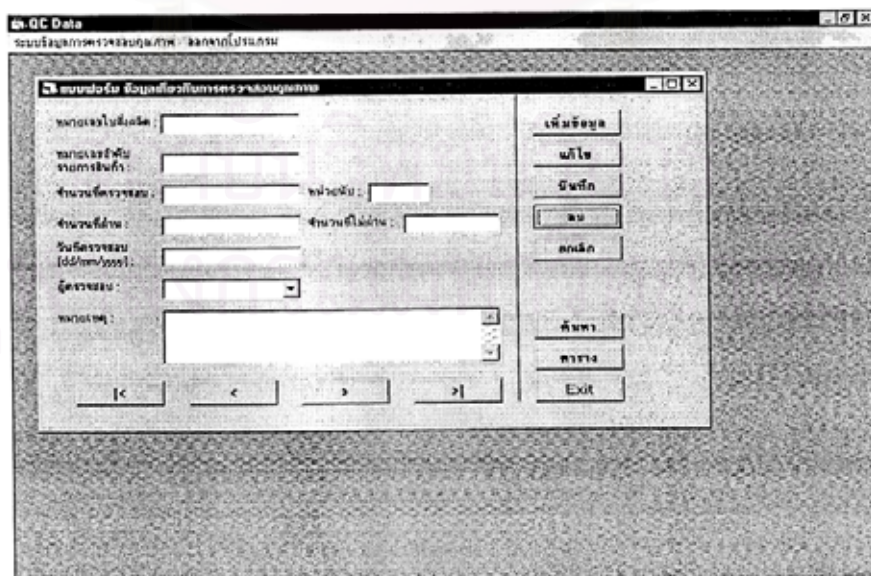 QC Data
ระบบข้อมูลการตรวจสอบคุณภาพ ออกจากโปรแกรม
แบบฟอร์ม ข้อมูลเกี่ยวกับการตรวจสอบคุณภาพ
หมายเลขใบสั่งผลิต :
เพิ่มข้อมูล
หมายเลขลำดับ
รายการสินค้า :
แก้ไข
จำนวนที่ตรวจสอบ : หน่วยนับ :
บันทึก
จำนวนที่ผ่าน : จำนวนที่ไม่ผ่าน :
ลบ
วันที่ตรวจสอบ
[dd/mm/yyyy] :
ยกเลิก
ผู้ตรวจสอบ :
หมายเหตุ :
ค้นหา
ตาราง
|< < > >| Exit